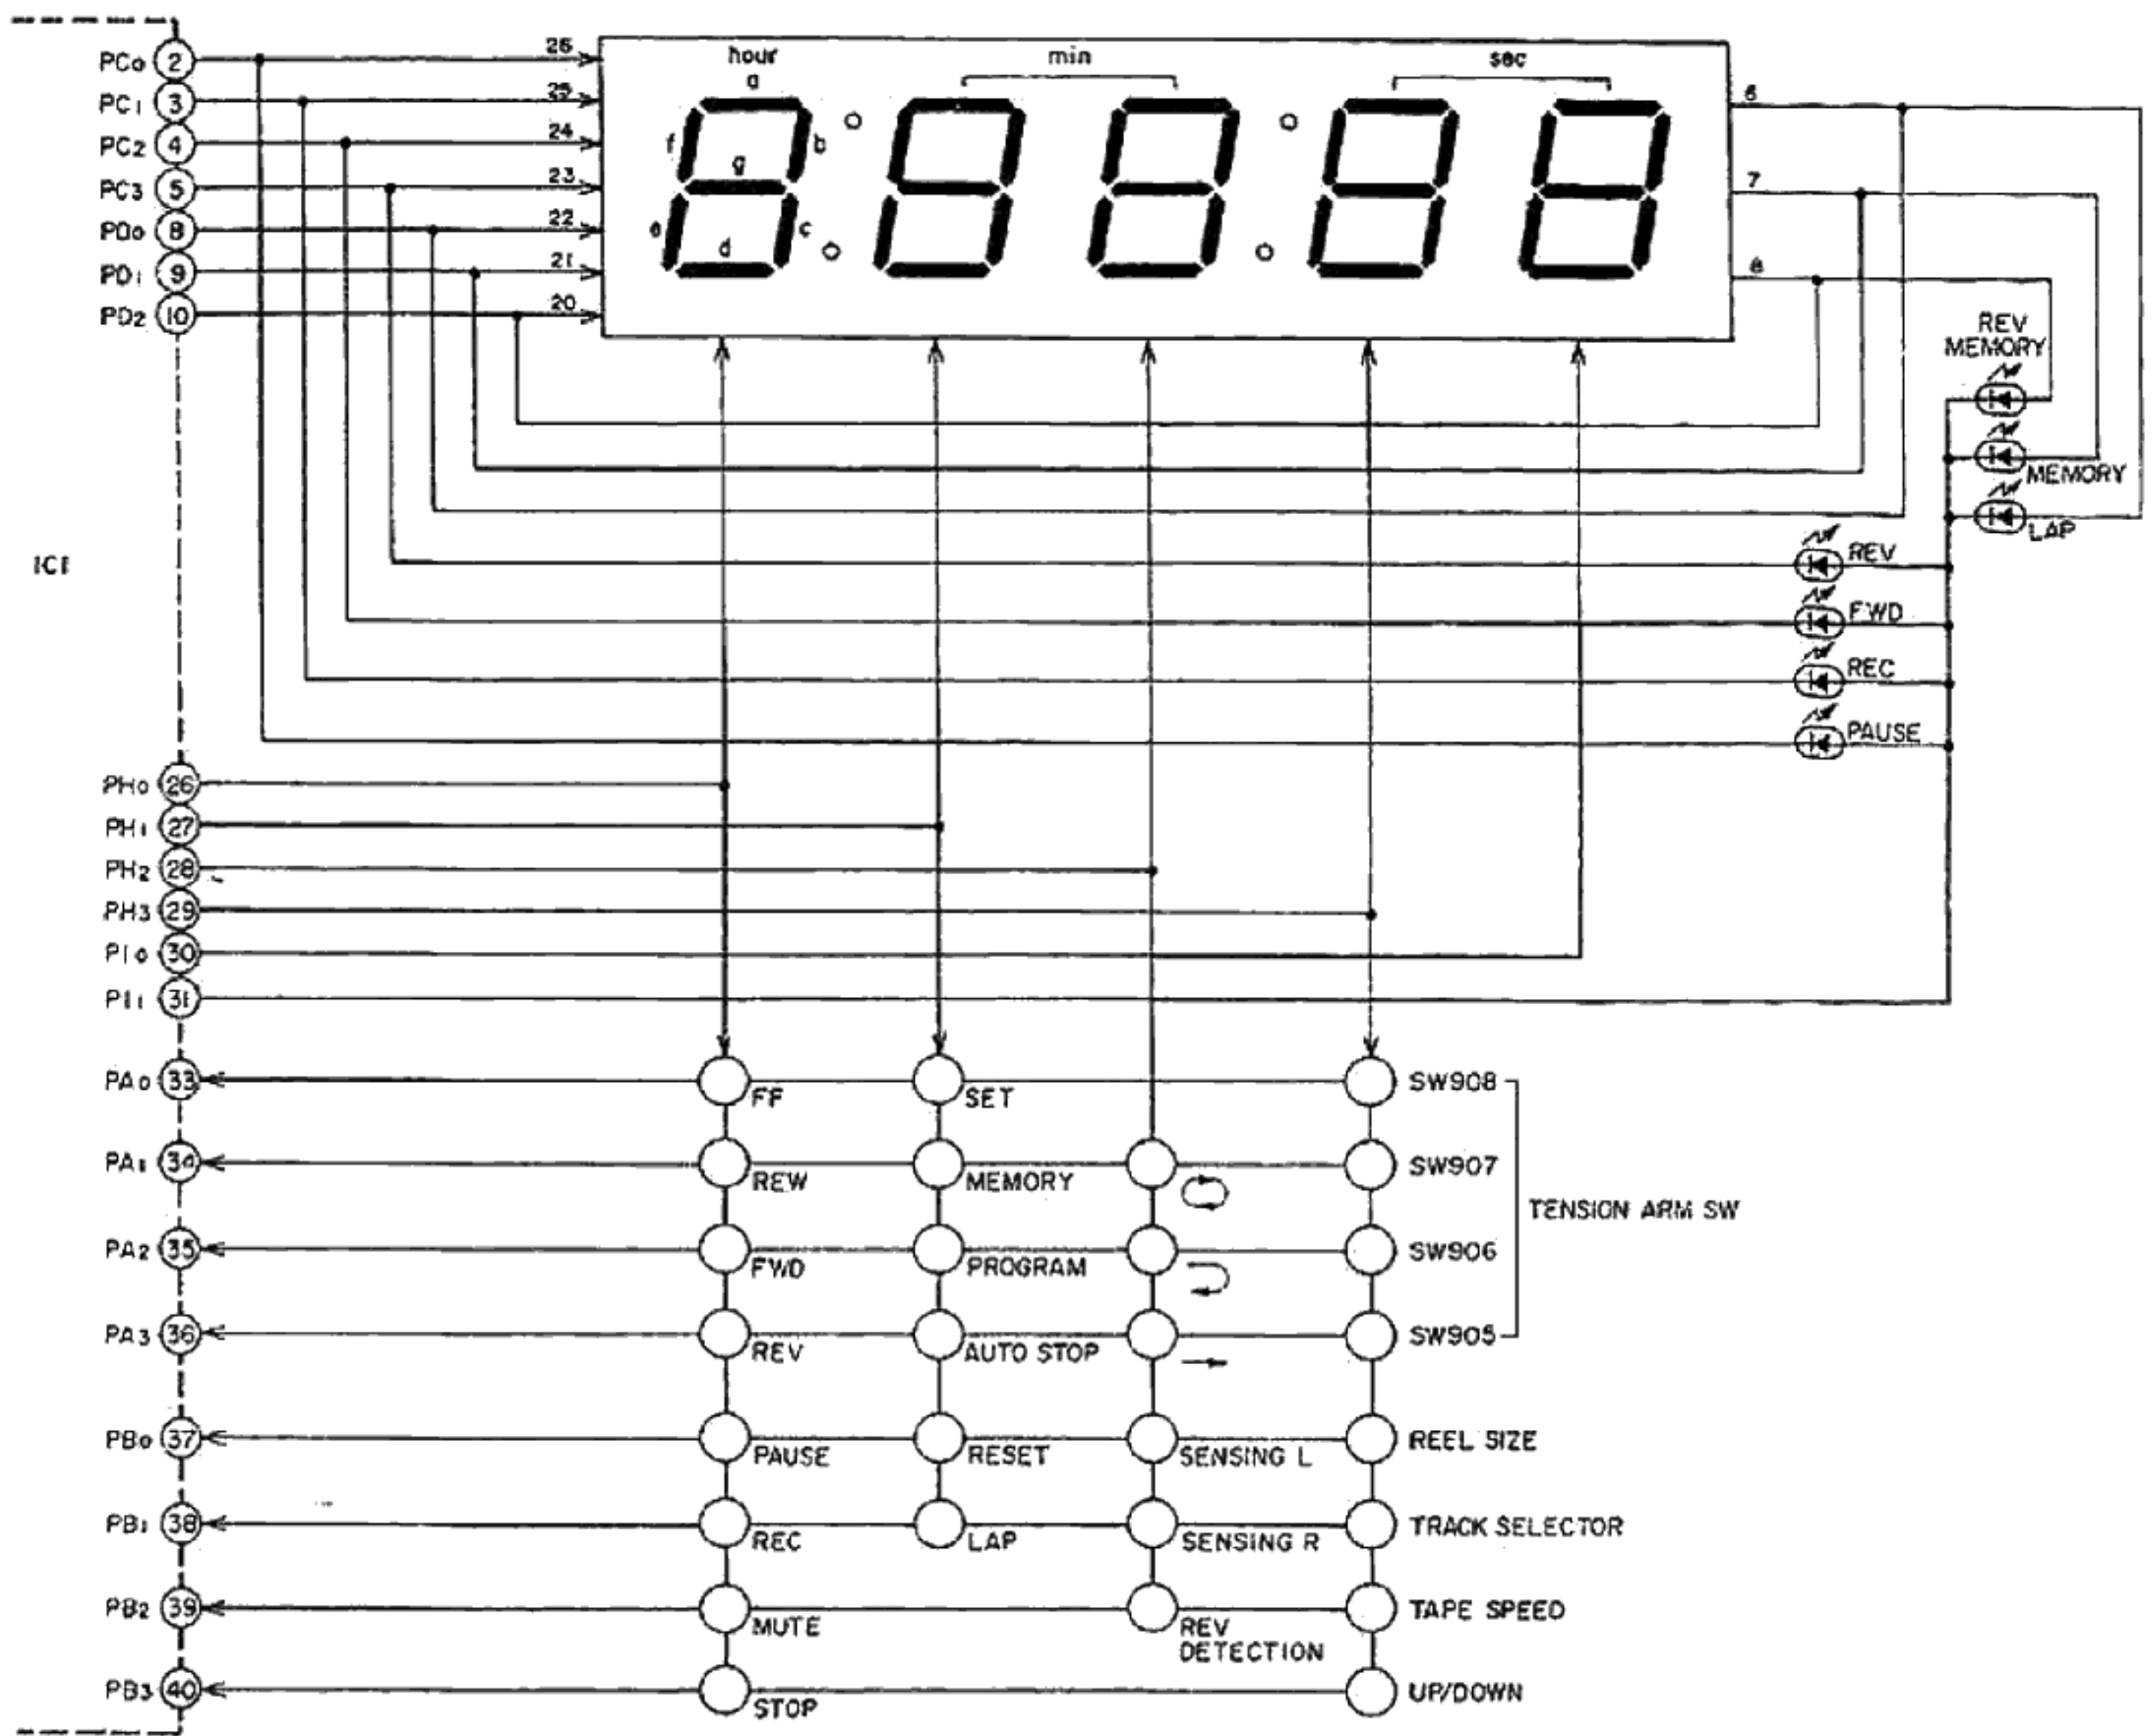 PC0 2 26
PC1 3 25
PC2 4 24
PC3 5 23
PD0 8 22
PD1 9 21
PD2 10 20
hour min sec
a
f b
g
e c
d
6
7
8
REV
MEMORY
MEMORY
LAP
REV
FWD
REC
PAUSE
IC1
PH0 26
PH1 27
PH2 28
PH3 29
PI0 30
PI1 31
PA0 33 FF SET SW908
PA1 34 REW MEMORY SW907
TENSION ARM SW
PA2 35 FWD PROGRAM SW906
PA3 36 REV AUTO STOP SW905
PB0 37 PAUSE RESET SENSING L REEL SIZE
PB1 38 REC LAP SENSING R TRACK SELECTOR
PB2 39 MUTE REV DETECTION TAPE SPEED
PB3 40 STOP UP/DOWN